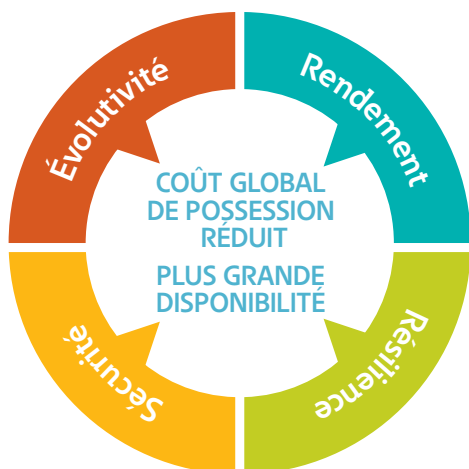 Évolutivité
Rendement
COÛT GLOBAL
DE POSSESSION
RÉDUIT
PLUS GRANDE
DISPONIBILITÉ
Sécurité
Résilience